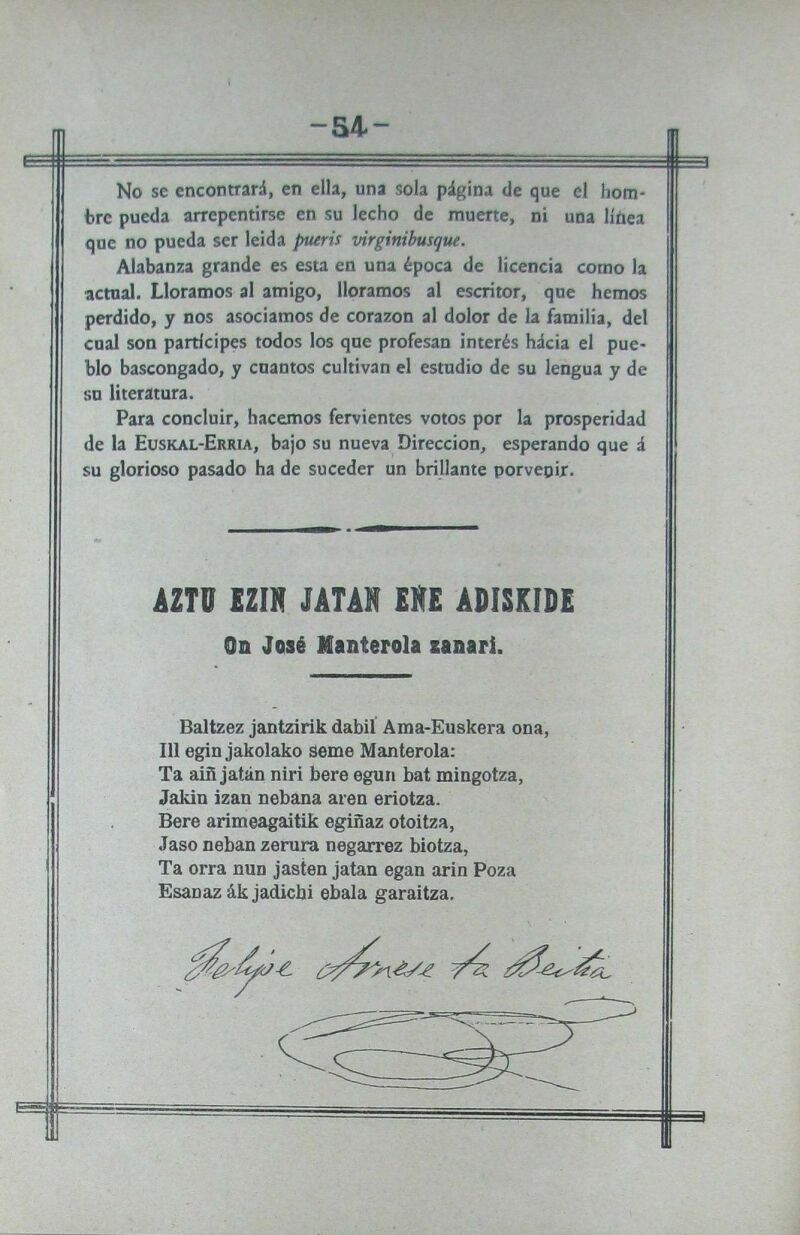 -54-
No se encontrará, en ella, una sola página de que el hom-
bre pueda arrepentirse en su lecho de muerte, ni una línea
que no pueda ser leida pueris virginibusque.
Alabanza grande es esta en una época de licencia como la
actual. Lloramos al amigo, lloramos al escritor, que hemos
perdido, y nos asociamos de corazon al dolor de la familia, del
cual son partícipes todos los que profesan interés hácia el pue-
blo bascongado, y cuantos cultivan el estudio de su lengua y de
su literatura.
Para concluir, hacemos fervientes votos por la prosperidad
de la EUSKAL-ERRIA, bajo su nueva Direccion, esperando que á
su glorioso pasado ha de suceder un brillante porvenir.
AZTU EZIN JATAN EÑE ADISKIDE
On José Manterola zanari.
Baltzez jantzirik dabil Ama-Euskera ona,
Ill egin jakolako seme Manterola:
Ta aiñ jatan niri bere egun bat mingotza,
Jakin izan nebana aren eriotza.
Bere arimeagaitik egiñaz otoitza,
Jaso neban zerura negarrez biotza,
Ta orra nun jasten jatan egan arin Poza
Esanaz ák jadichi ebala garaitza.
Felipe Arrese ta Beitia